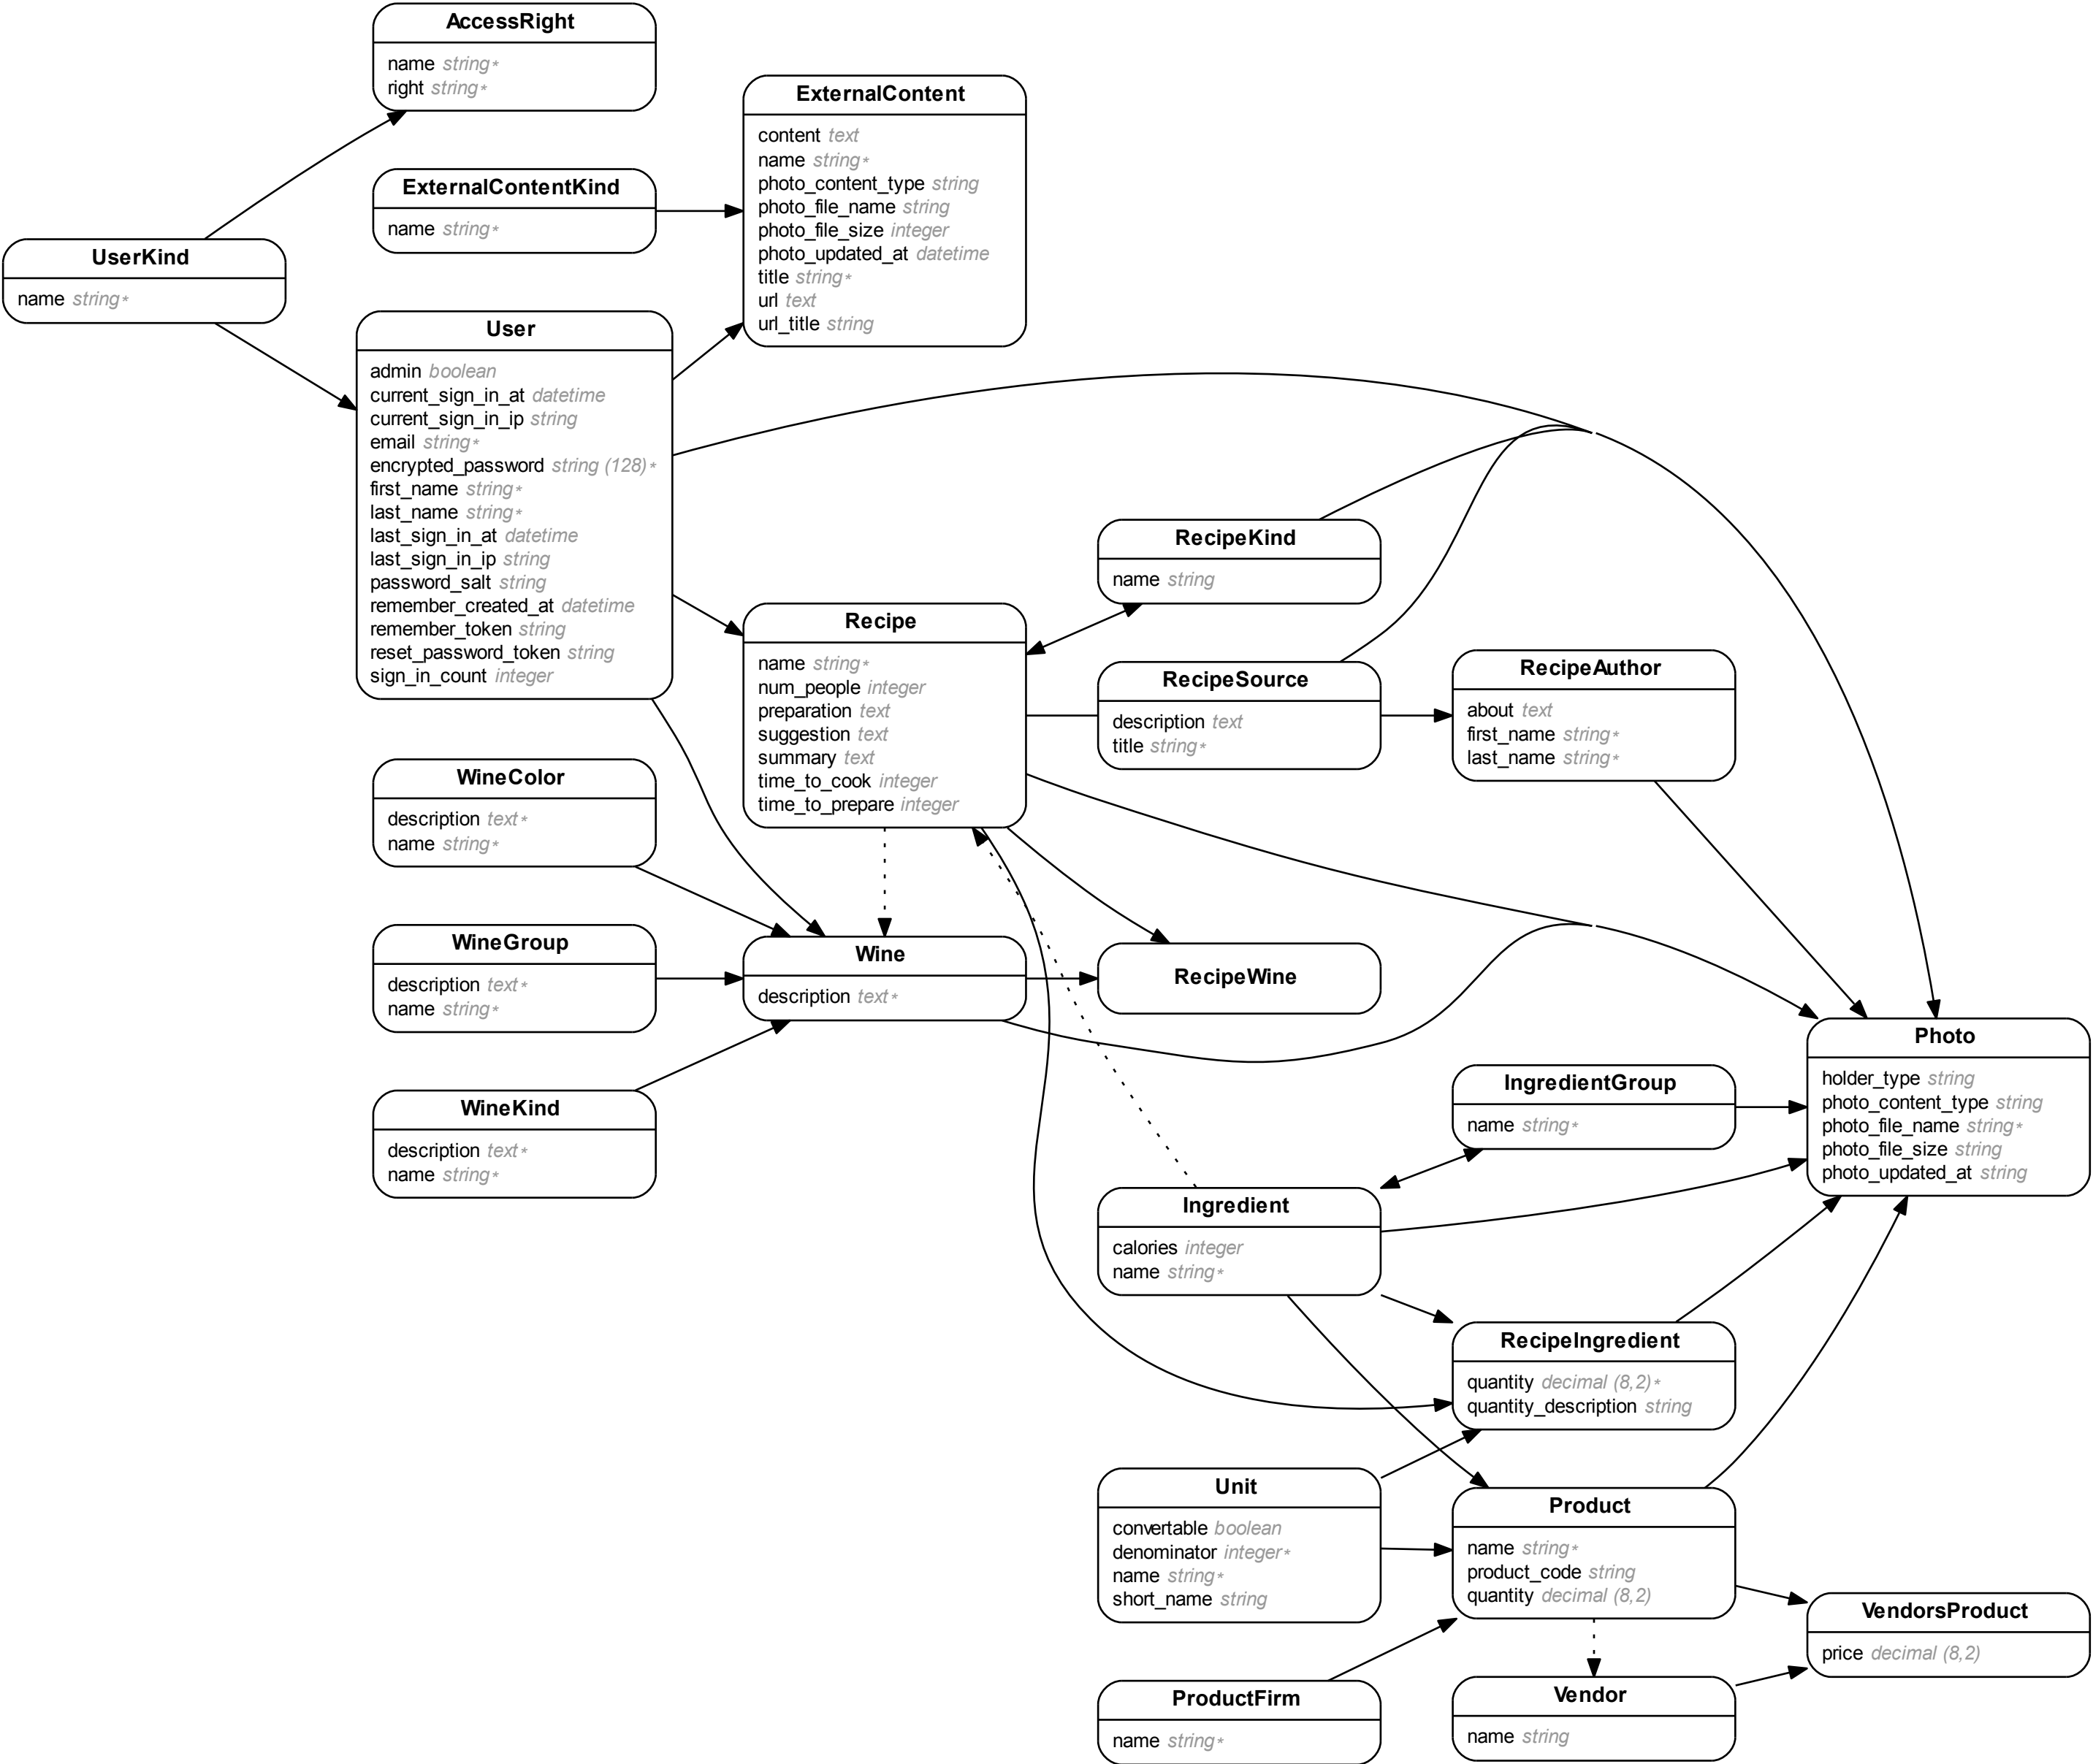 AccessRight
name string*
right string*
ExternalContent
content text
name string*
photo_content_type string
photo_file_name string
photo_file_size integer
photo_updated_at datetime
title string*
url text
url_title string
ExternalContentKind
name string*
UserKind
name string*
User
admin boolean
current_sign_in_at datetime
current_sign_in_ip string
email string*
encrypted_password string (128)*
first_name string*
last_name string*
last_sign_in_at datetime
last_sign_in_ip string
password_salt string
remember_created_at datetime
remember_token string
reset_password_token string
sign_in_count integer
RecipeKind
name string
Recipe
name string*
num_people integer
preparation text
suggestion text
summary text
time_to_cook integer
time_to_prepare integer
RecipeSource
description text
title string*
RecipeAuthor
about text
first_name string*
last_name string*
WineColor
description text*
name string*
WineGroup
description text*
name string*
Wine
description text*
RecipeWine
WineKind
description text*
name string*
Photo
holder_type string
photo_content_type string
photo_file_name string*
photo_file_size string
photo_updated_at string
IngredientGroup
name string*
Ingredient
calories integer
name string*
RecipeIngredient
quantity decimal (8,2)*
quantity_description string
Unit
convertable boolean
denominator integer*
name string*
short_name string
Product
name string*
product_code string
quantity decimal (8,2)
VendorsProduct
price decimal (8,2)
ProductFirm
name string*
Vendor
name string